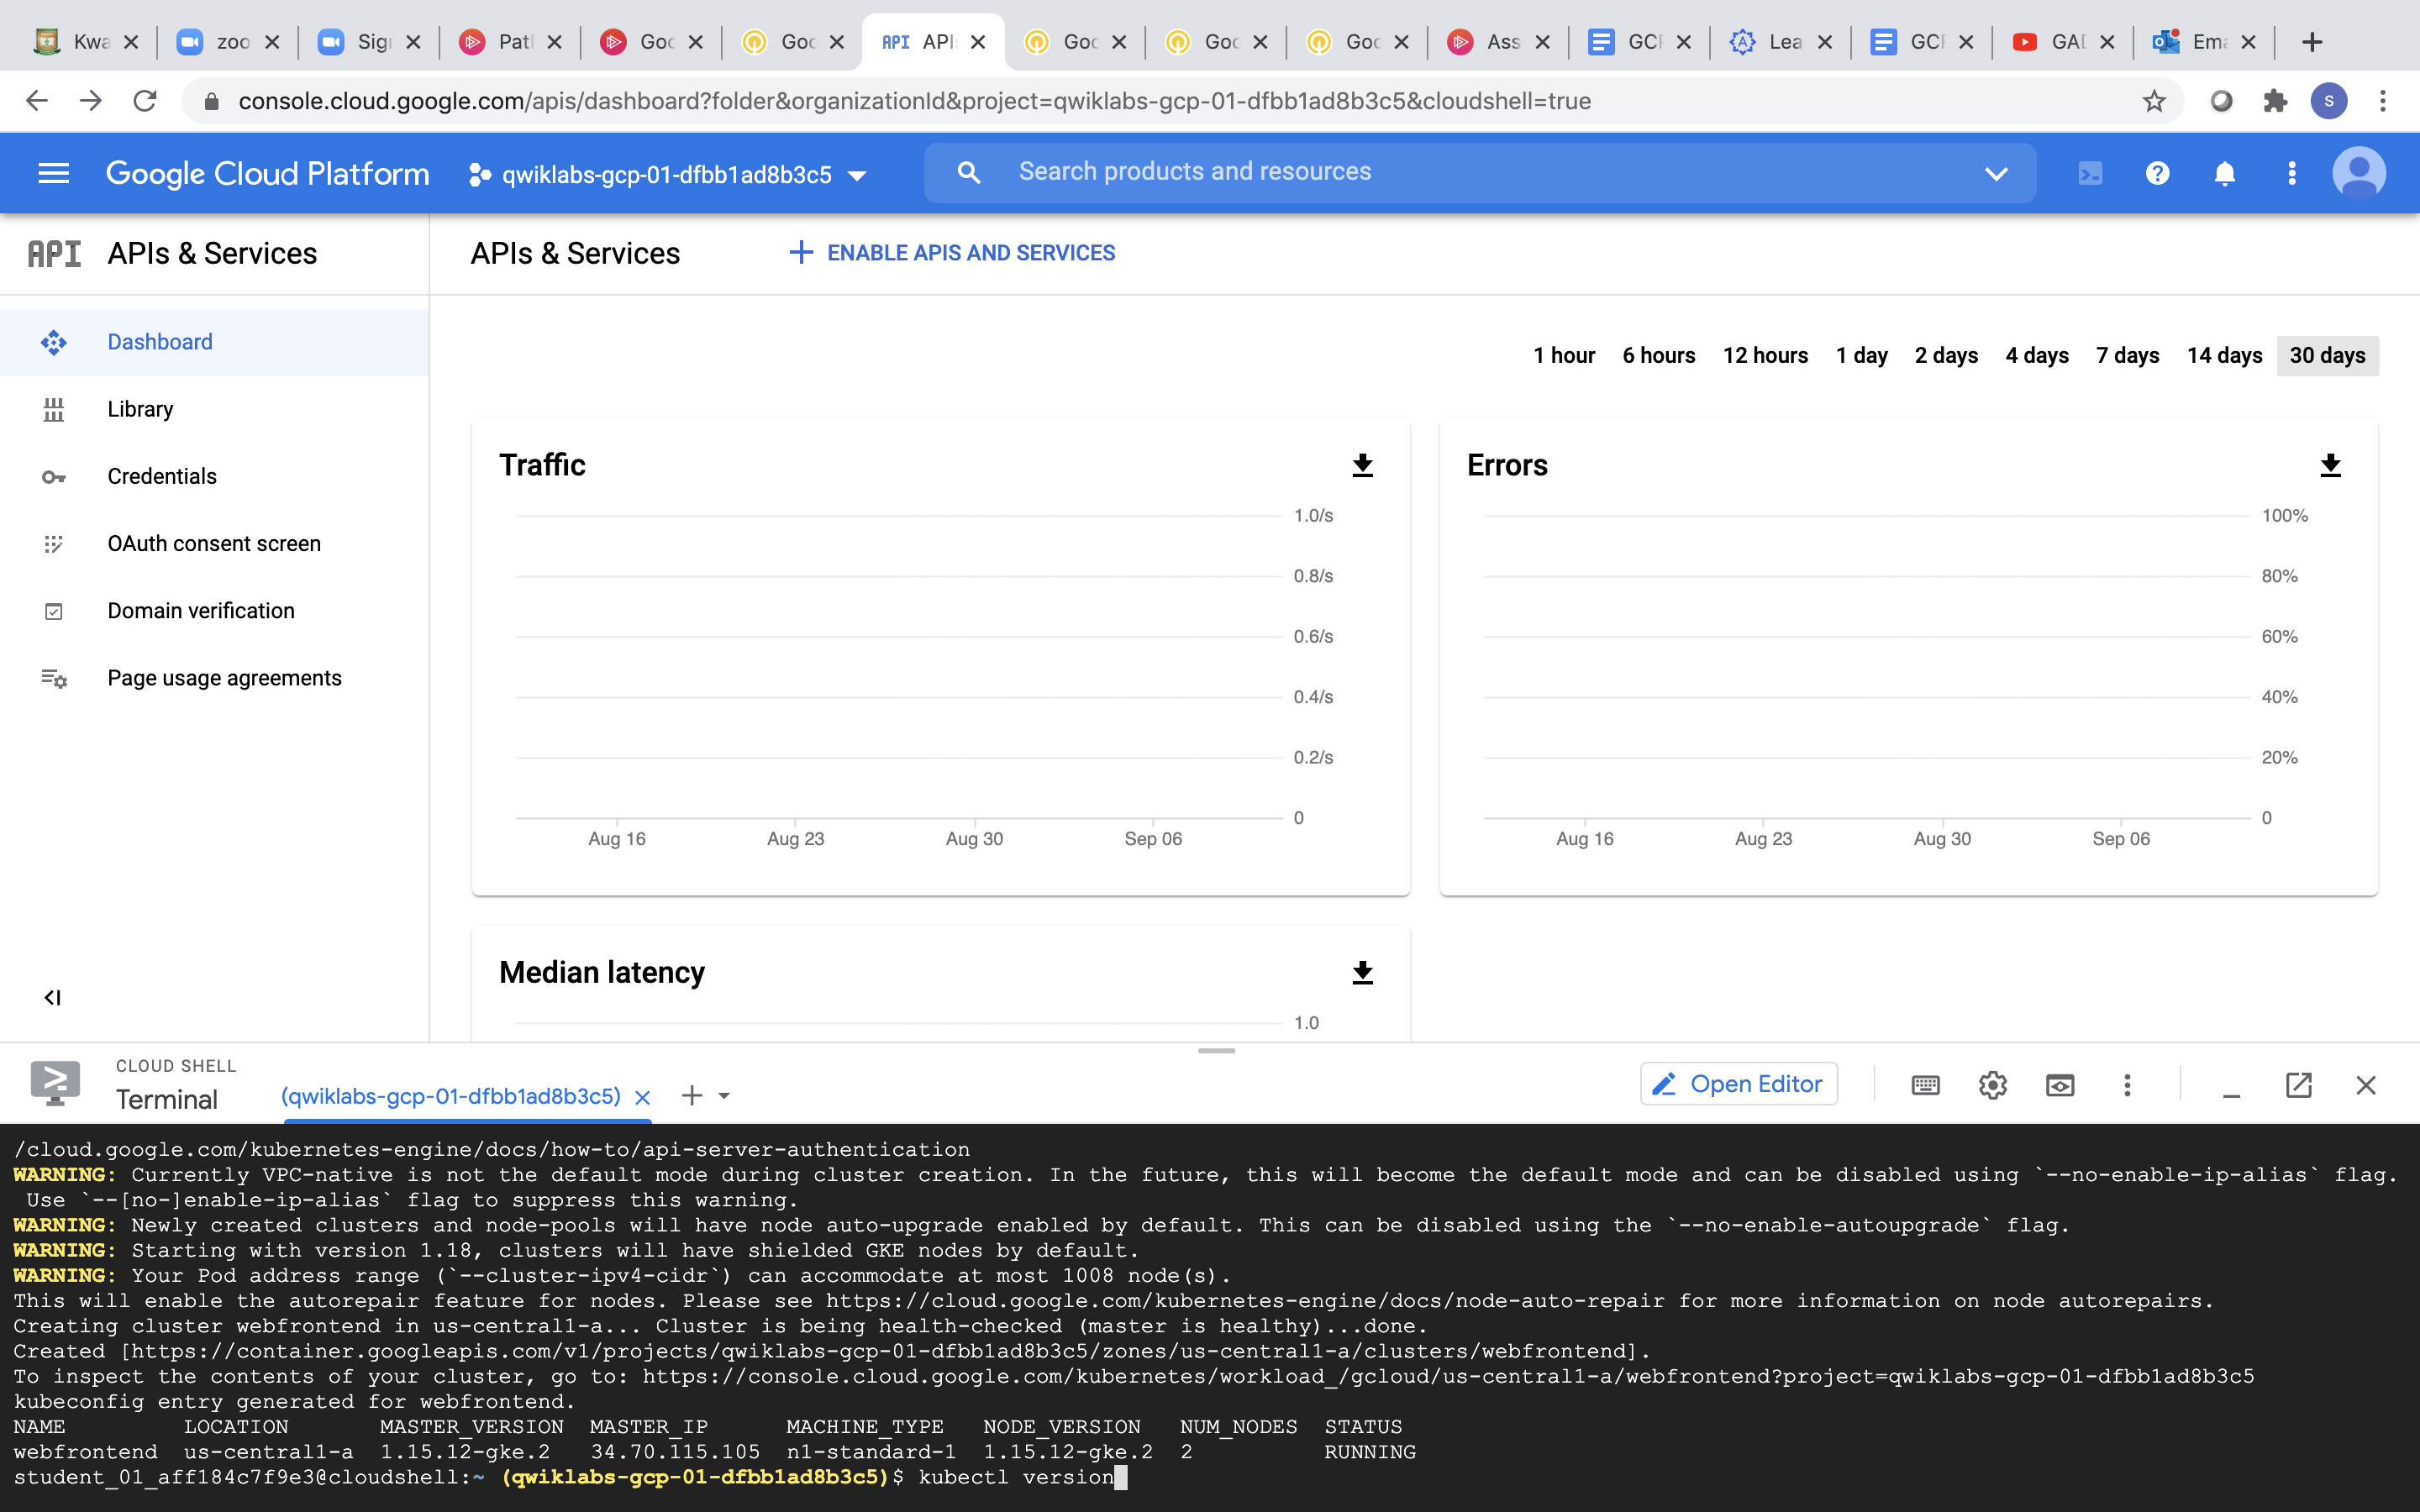 Kwa
zoo
Sig
Pat
Goo
Goo
API API
Goo
Goo
Goo
Ass
GC
Lea
GC
GA
Ema
console.cloud.google.com/apis/dashboard?folder&organizationId&project=qwiklabs-gcp-01-dfbb1ad8b3c5&cloudshell=true
S
Google Cloud Platform
qwiklabs-gcp-01-dfbb1ad8b3c5
Search products and resources
API APIs & Services
APIs & Services
ENABLE APIS AND SERVICES
Dashboard
Library
Credentials
OAuth consent screen
Domain verification
Page usage agreements
1 hour 6 hours 12 hours 1 day 2 days 4 days 7 days 14 days 30 days
Traffic
1.0/s
0.8/s
0.6/s
0.4/s
0.2/s
0
Aug 16 Aug 23 Aug 30 Sep 06
Errors
100%
80%
60%
40%
20%
0
Aug 16 Aug 23 Aug 30 Sep 06
Median latency
1.0
CLOUD SHELL
Terminal
(qwiklabs-gcp-01-dfbb1ad8b3c5)
Open Editor
/cloud.google.com/kubernetes-engine/docs/how-to/api-server-authentication
WARNING: Currently VPC-native is not the default mode during cluster creation. In the future, this will become the default mode and can be disabled using `--no-enable-ip-alias` flag.
Use `--[no-]enable-ip-alias` flag to suppress this warning.
WARNING: Newly created clusters and node-pools will have node auto-upgrade enabled by default. This can be disabled using the `--no-enable-autoupgrade` flag.
WARNING: Starting with version 1.18, clusters will have shielded GKE nodes by default.
WARNING: Your Pod address range (`--cluster-ipv4-cidr`) can accommodate at most 1008 node(s).
This will enable the autorepair feature for nodes. Please see https://cloud.google.com/kubernetes-engine/docs/node-auto-repair for more information on node autorepairs.
Creating cluster webfrontend in us-central1-a... Cluster is being health-checked (master is healthy)...done.
Created [https://container.googleapis.com/v1/projects/qwiklabs-gcp-01-dfbb1ad8b3c5/zones/us-central1-a/clusters/webfrontend].
To inspect the contents of your cluster, go to: https://console.cloud.google.com/kubernetes/workload_/gcloud/us-central1-a/webfrontend?project=qwiklabs-gcp-01-dfbb1ad8b3c5
kubeconfig entry generated for webfrontend.
NAME LOCATION MASTER_VERSION MASTER_IP MACHINE_TYPE NODE_VERSION NUM_NODES STATUS
webfrontend us-central1-a 1.15.12-gke.2 34.70.115.105 n1-standard-1 1.15.12-gke.2 2 RUNNING
student_01_aff184c7f9e3@cloudshell:~ (qwiklabs-gcp-01-dfbb1ad8b3c5)$ kubectl version